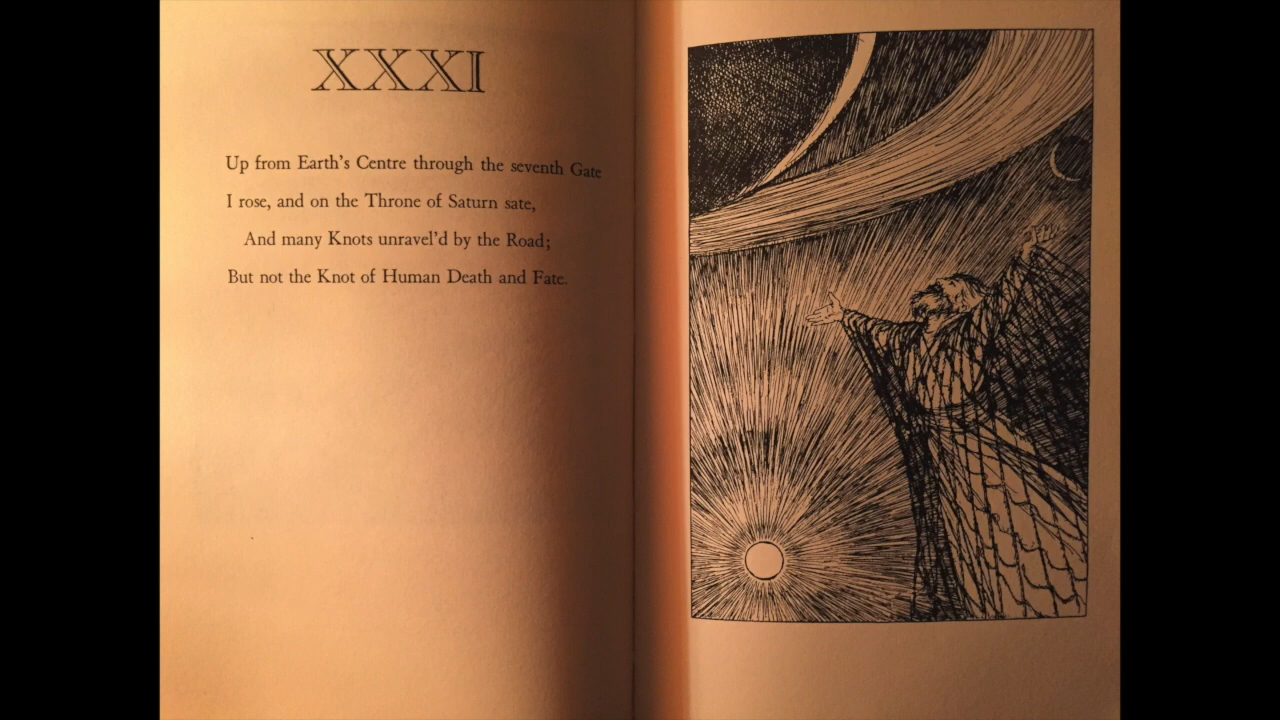 XXXI
Up from Earth's Centre through the seventh Gate
I rose, and on the Throne of Saturn sate,
And many Knots unravel'd by the Road;
But not the Knot of Human Death and Fate.